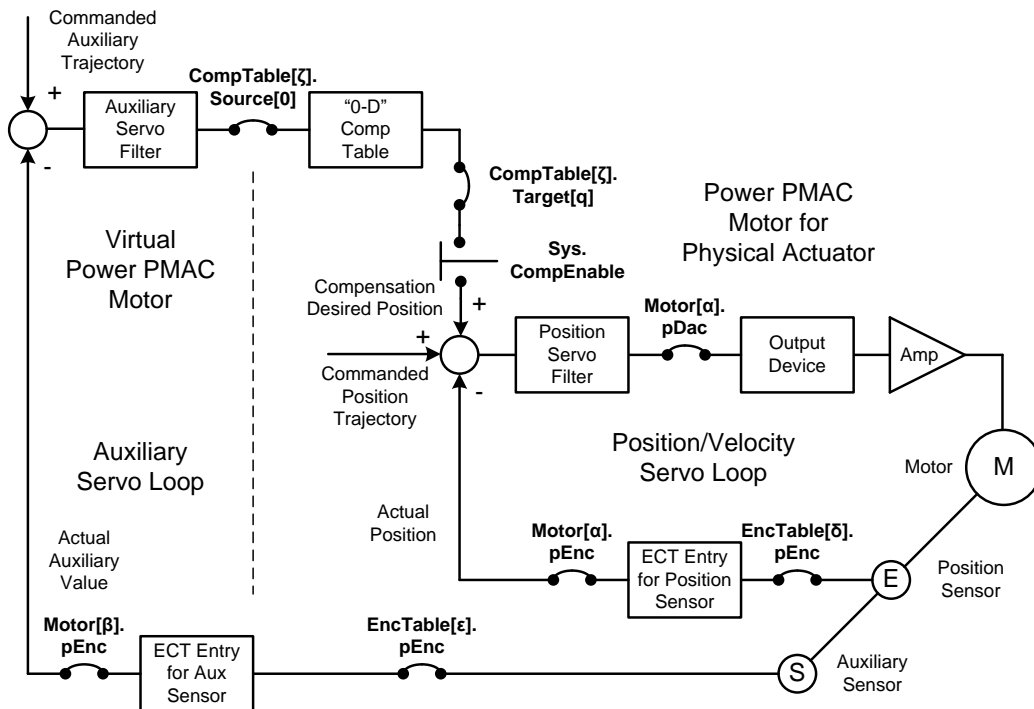 Commanded
Auxiliary
Trajectory
+
-
Auxiliary
Servo
Filter
CompTable[ζ].
Source[0]
“0-D”
Comp
Table
CompTable[ζ].
Target[q]
Sys.
CompEnable
Virtual
Power PMAC
Motor
Power PMAC
Motor for
Physical Actuator
Compensation
Desired Position
+
+
-
Commanded
Position
Trajectory
Position
Servo
Filter
Motor[α].
pDac
Output
Device
Amp
Auxiliary
Servo Loop
Position/Velocity
Servo Loop
Motor
M
Actual
Position
Motor[α].
pEnc
ECT Entry
for Position
Sensor
EncTable[δ].
pEnc
E
Position
Sensor
Actual
Auxiliary
Value
Motor[β].
pEnc
ECT Entry
for Aux
Sensor
EncTable[ε].
pEnc
S
Auxiliary
Sensor